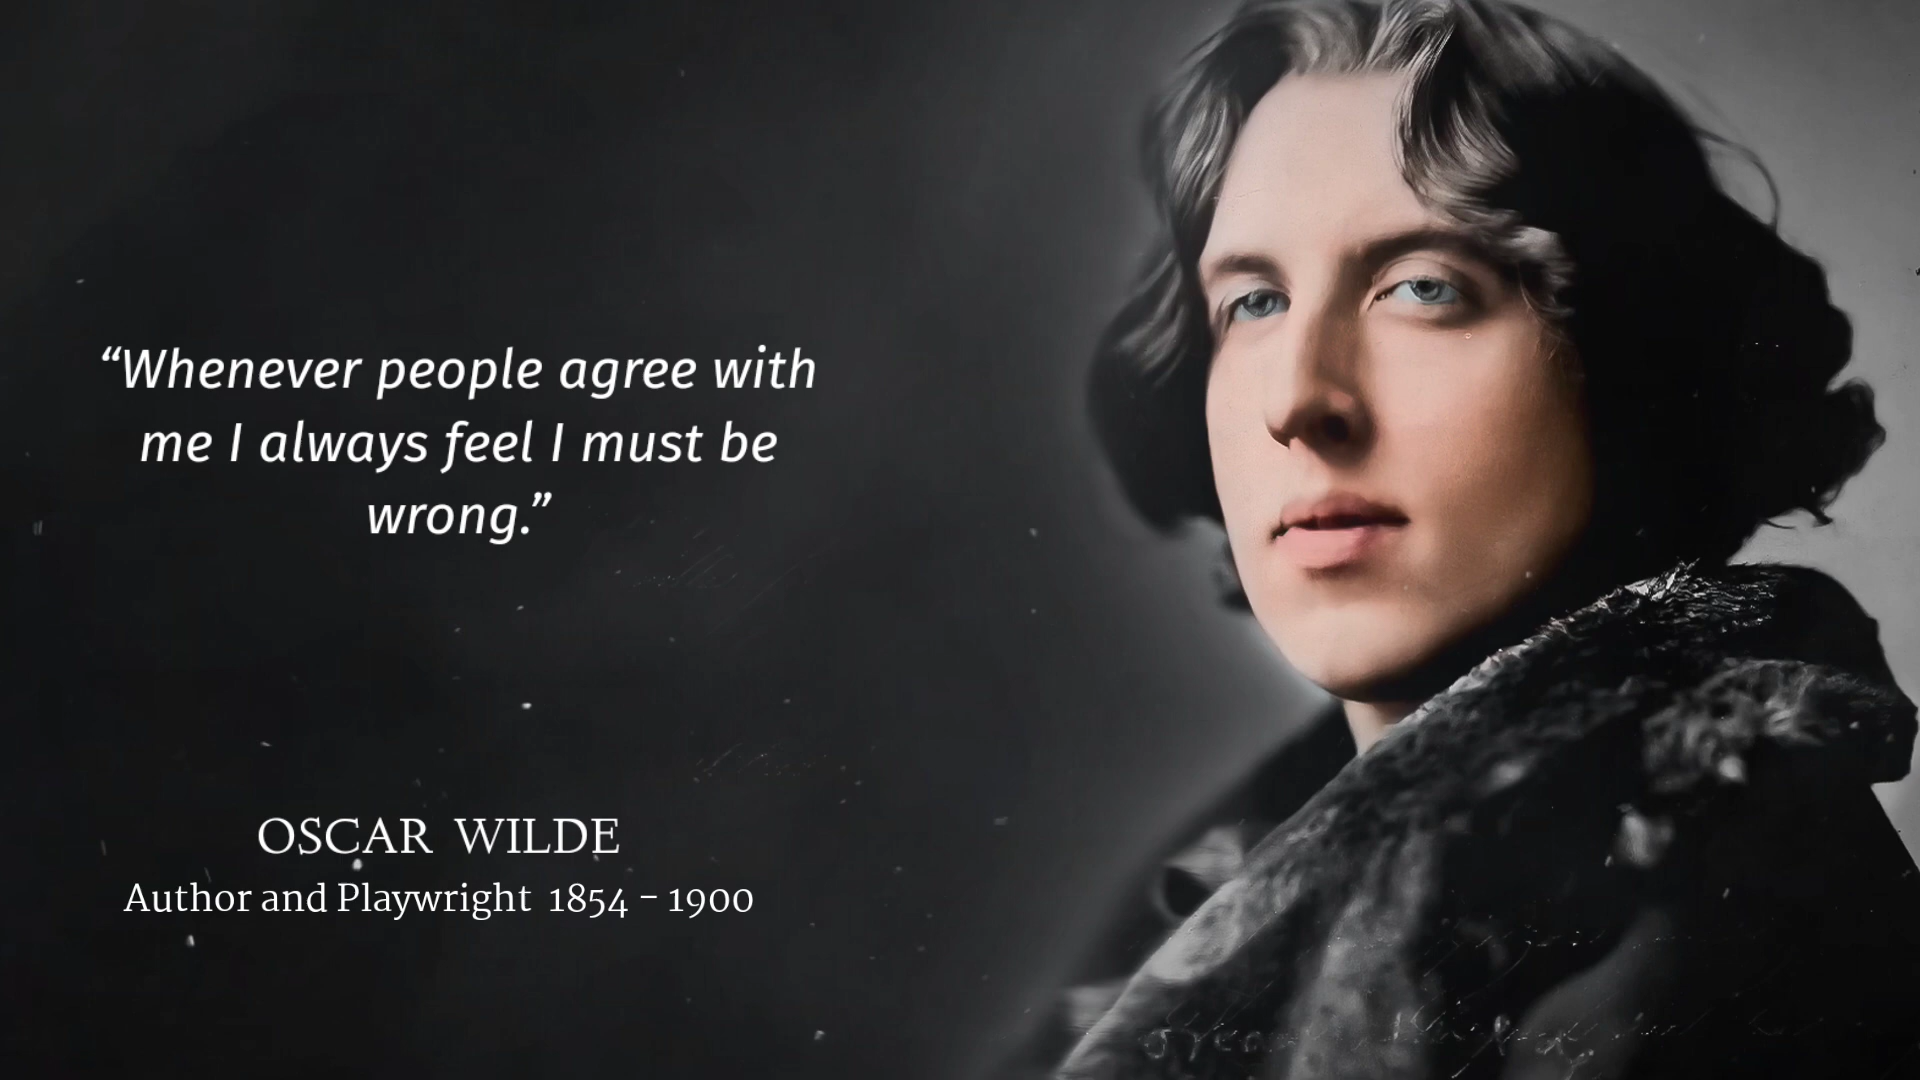 “Whenever people agree with
me I always feel I must be
wrong.”
OSCAR WILDE
Author and Playwright 1854 - 1900